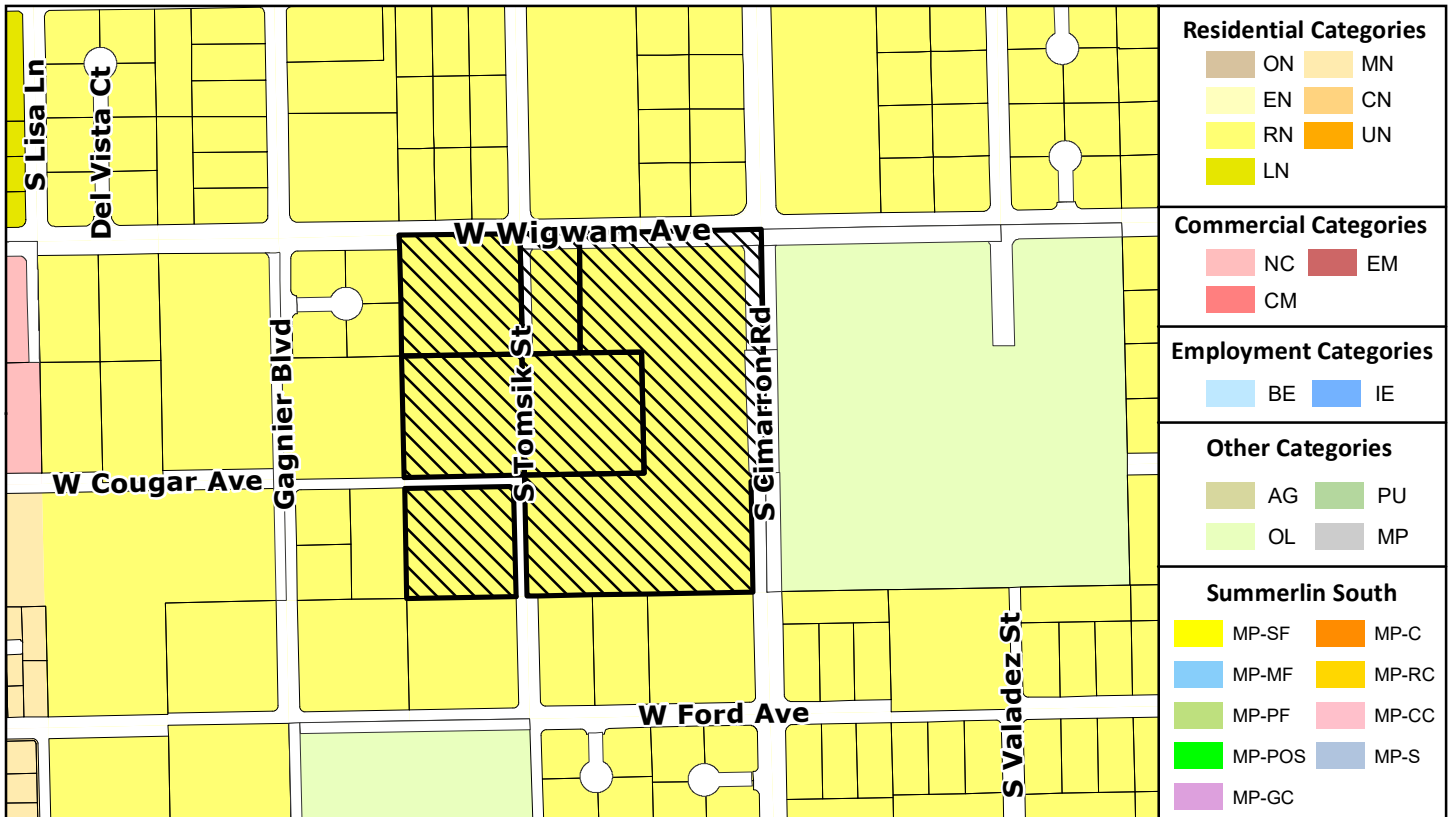 S Lisa Ln
Del Vista Ct
W Wigwam Ave
Gagnier Blvd
S Tomsik St
S Cimarron Rd
W Cougar Ave
W Ford Ave
S Valadez St
Residential Categories
ON MN
EN CN
RN UN
LN
Commercial Categories
NC EM
CM
Employment Categories
BE IE
Other Categories
AG PU
OL MP
Summerlin South
MP-SF MP-C
MP-MF MP-RC
MP-PF MP-CC
MP-POS MP-S
MP-GC